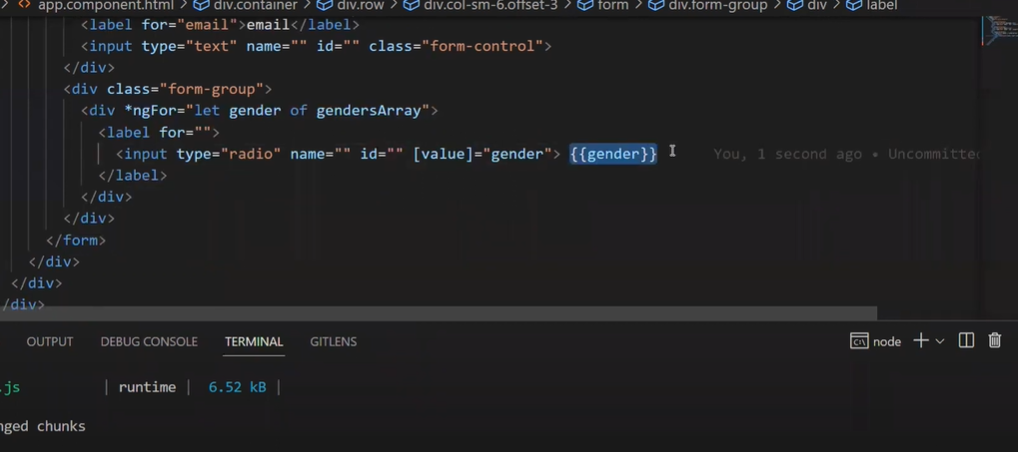 > <> app.component.html > div.container > div.row > div.col-sm-6.offset-3 > form > div.form-group > div > label
<label for="email">email</label>
<input type="text" name="" id="" class="form-control">
</div>
<div class="form-group">
<div *ngFor="let gender of gendersArray">
<label for="">
<input type="radio" name="" id="" [value]="gender"> {{gender}} You, 1 second ago • Uncommitted
</label>
</div>
</div>
</form>
</div>
</div>
/div>
OUTPUT DEBUG CONSOLE TERMINAL GITLENS node
.js | runtime | 6.52 kB |
nged chunks